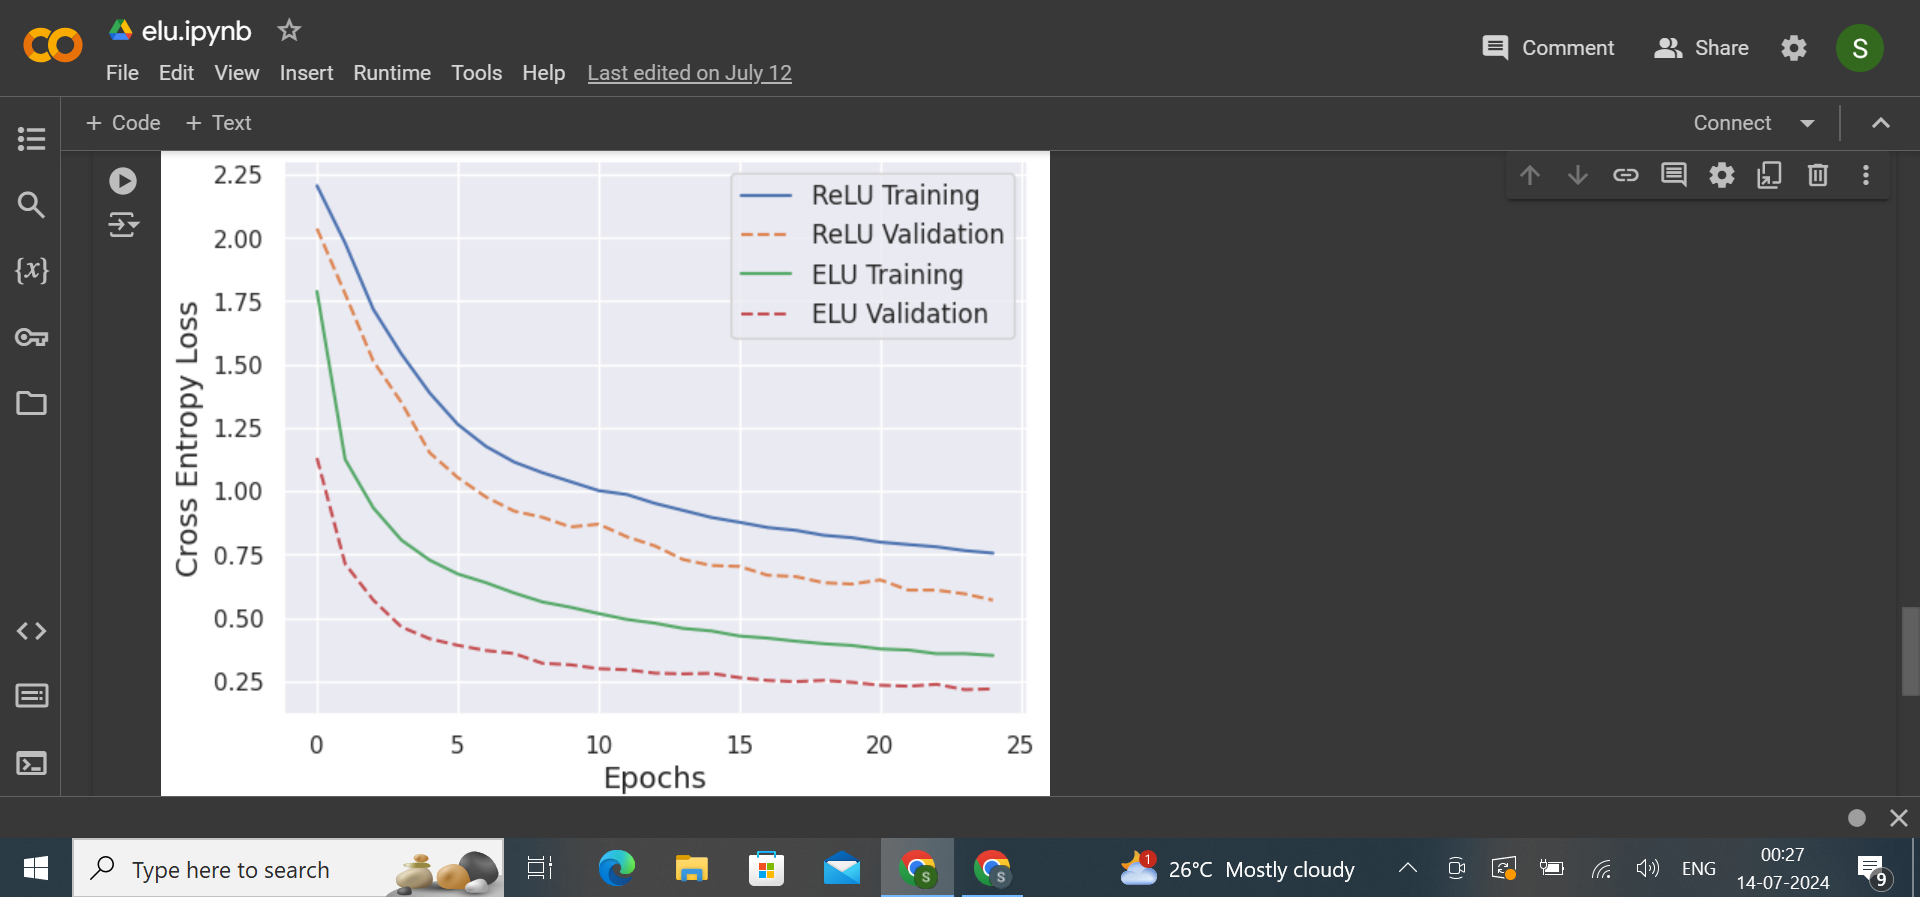 elu.ipynb
Comment
Share
S
File Edit View Insert Runtime Tools Help Last edited on July 12
+ Code + Text
Connect
{x}
2.25
2.00
1.75
1.50
1.25
1.00
0.75
0.50
0.25
Cross Entropy Loss
ReLU Training
ReLU Validation
ELU Training
ELU Validation
0 5 10 15 20 25
Epochs
Type here to search
S
S
1
26°C Mostly cloudy
ENG
00:27
14-07-2024
9